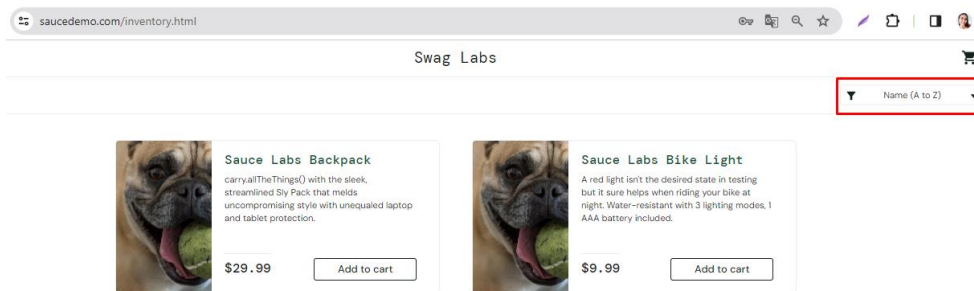 saucedemo.com/inventory.html
Swag Labs
Name (A to Z)
Sauce Labs Backpack
carry.allTheThings() with the sleek,
streamlined Sly Pack that melds
uncompromising style with unequaled laptop
and tablet protection.
$29.99
Add to cart
Sauce Labs Bike Light
A red light isn't the desired state in testing
but it sure helps when riding your bike at
night. Water-resistant with 3 lighting modes, 1
AAA battery included.
$9.99
Add to cart